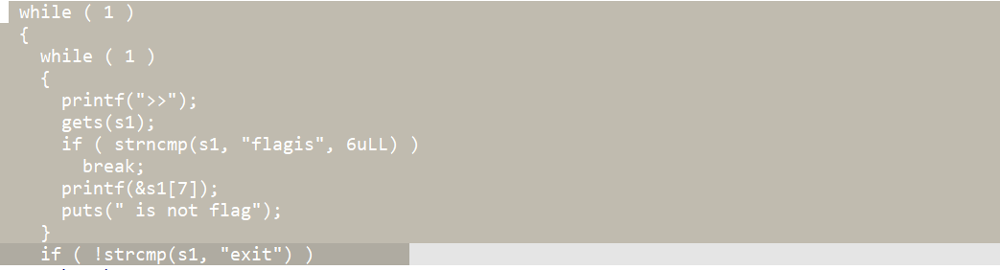 while ( 1 )
{
while ( 1 )
{
printf(">>");
gets(s1);
if ( strncmp(s1, "flagis", 6uLL) )
break;
printf(&s1[7]);
puts(" is not flag");
}
if ( !strcmp(s1, "exit") )